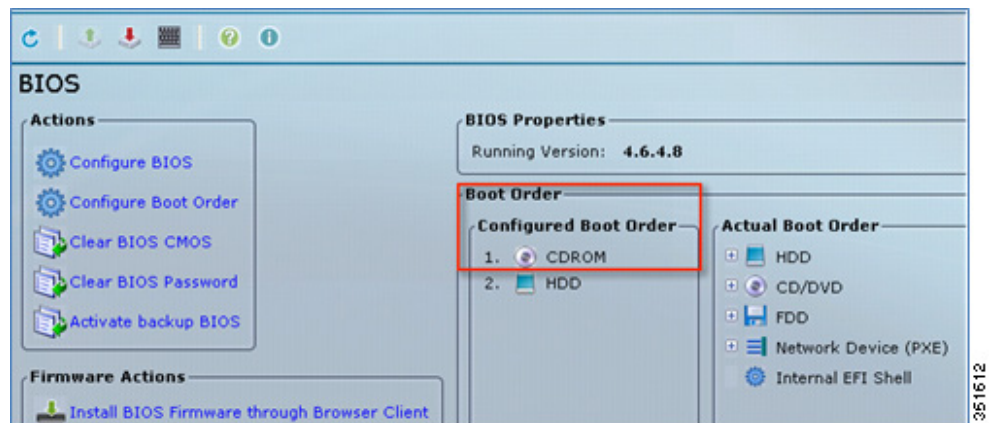 BIOS
Actions
Configure BIOS
Configure Boot Order
Clear BIOS CMOS
Clear BIOS Password
Activate backup BIOS
Firmware Actions
Install BIOS Firmware through Browser Client
BIOS Properties
Running Version: 4.6.4.8
Boot Order
Configured Boot Order
1. CDROM
2. HDD
Actual Boot Order
HDD
CD/DVD
FDD
Network Device (PXE)
Internal EFI Shell
351612